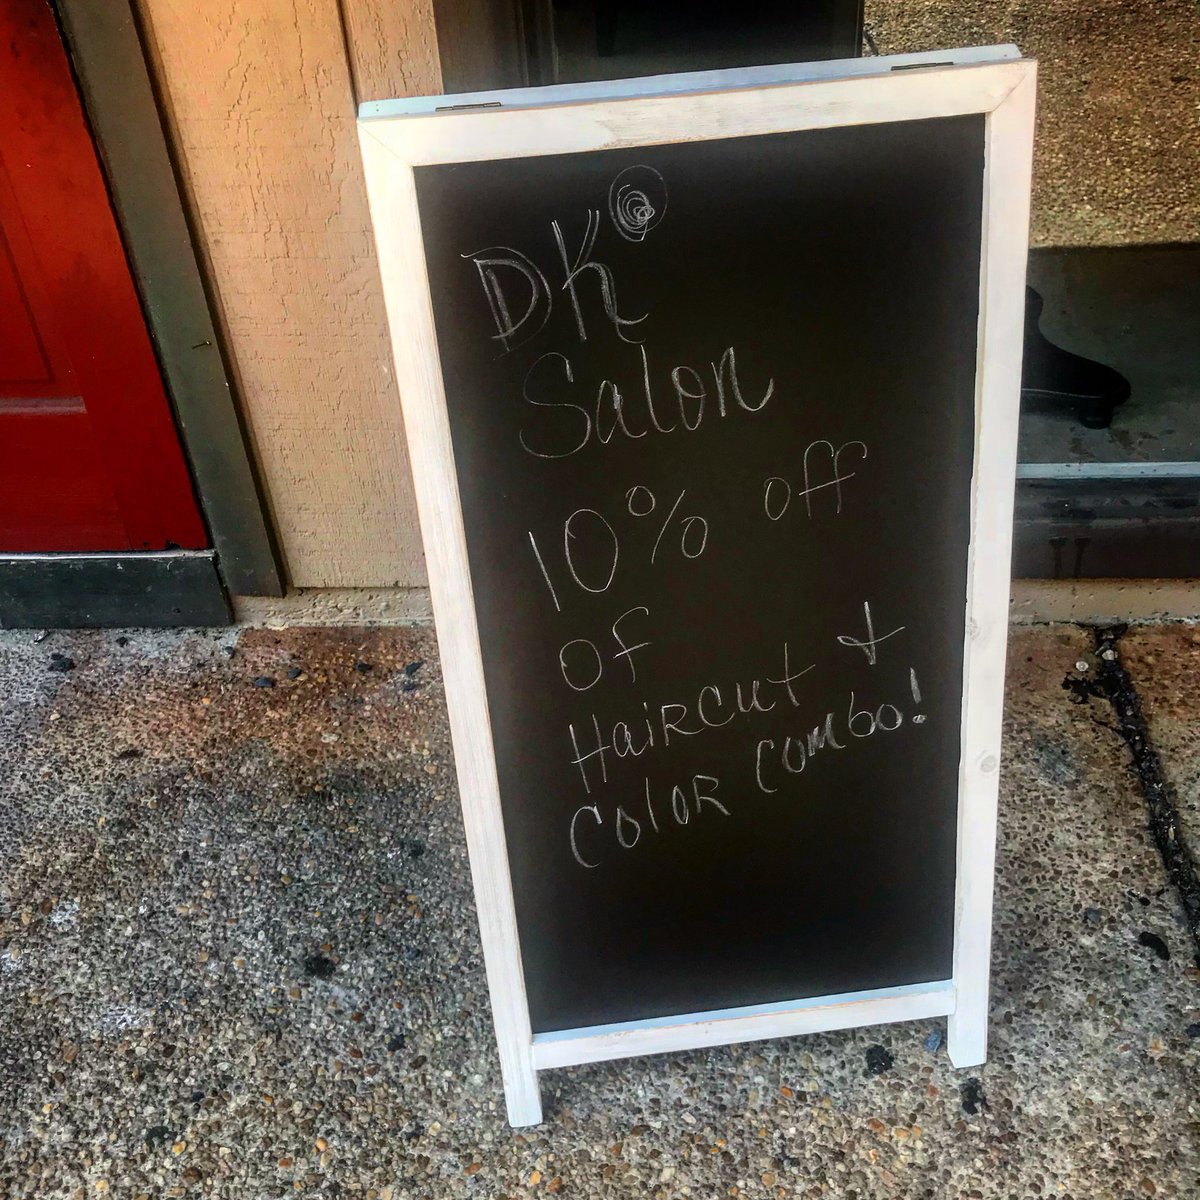 DK
Salon
10% off
of
Haircut +
Color combo!